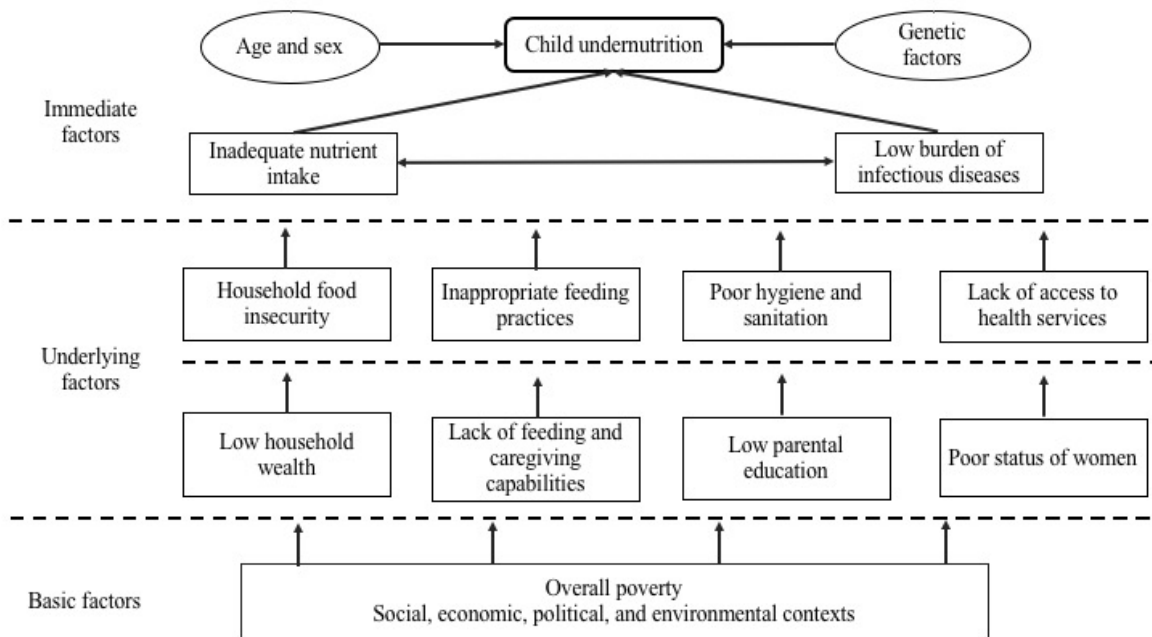 Age and sex
Child undernutrition
Genetic
factors
Immediate
factors
Inadequate nutrient
intake
Low burden of
infectious diseases
Household food
insecurity
Inappropriate feeding
practices
Poor hygiene and
sanitation
Lack of access to
health services
Underlying
factors
Low household
wealth
Lack of feeding and
caregiving
capabilities
Low parental
education
Poor status of women
Basic factors
Overall poverty
Social, economic, political, and environmental contexts